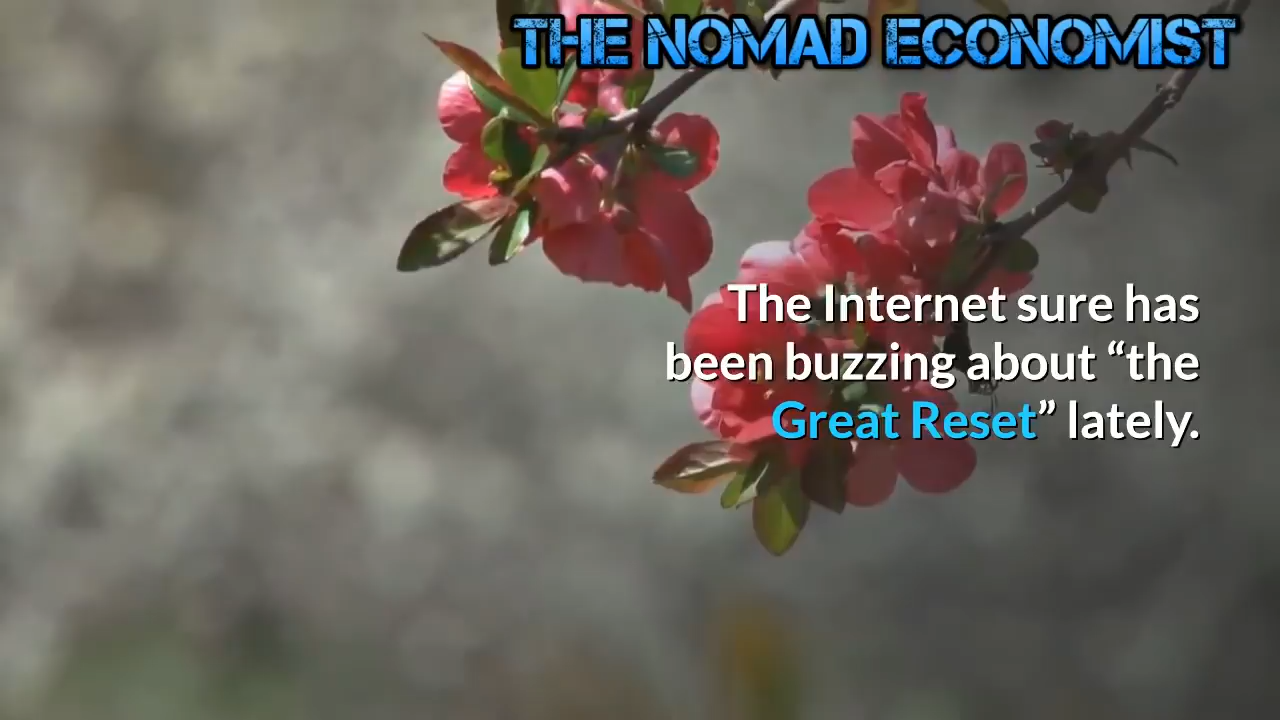 THE NOMAD ECONOMIST
The Internet sure has
been buzzing about “the
Great Reset” lately.